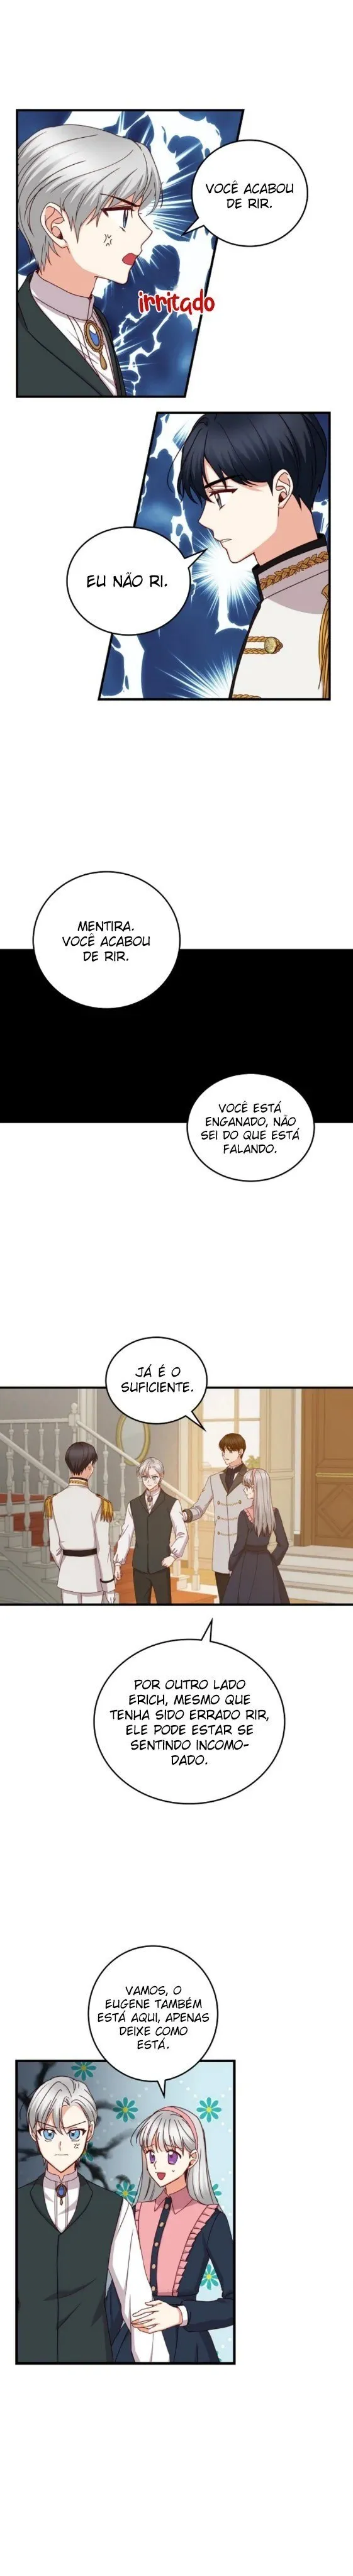 VOCÊ ACABOU
DE RIR.
irritado
EU NÃO RI.
MENTIRA.
VOCÊ ACABOU
DE RIR.
VOCÊ ESTÁ
ENGANADO, NÃO
SEI DO QUE ESTÁ
FALANDO.
JÁ É O
SUFICIENTE.
POR OUTRO LADO
ERICH, MESMO QUE
TENHA SIDO ERRADO RIR,
ELE PODE ESTAR SE
SENTINDO INCOMO-
DADO.
VAMOS, O
EUGENE TAMBÉM
ESTÁ AQUI, APENAS
DEIXE COMO
ESTÁ.